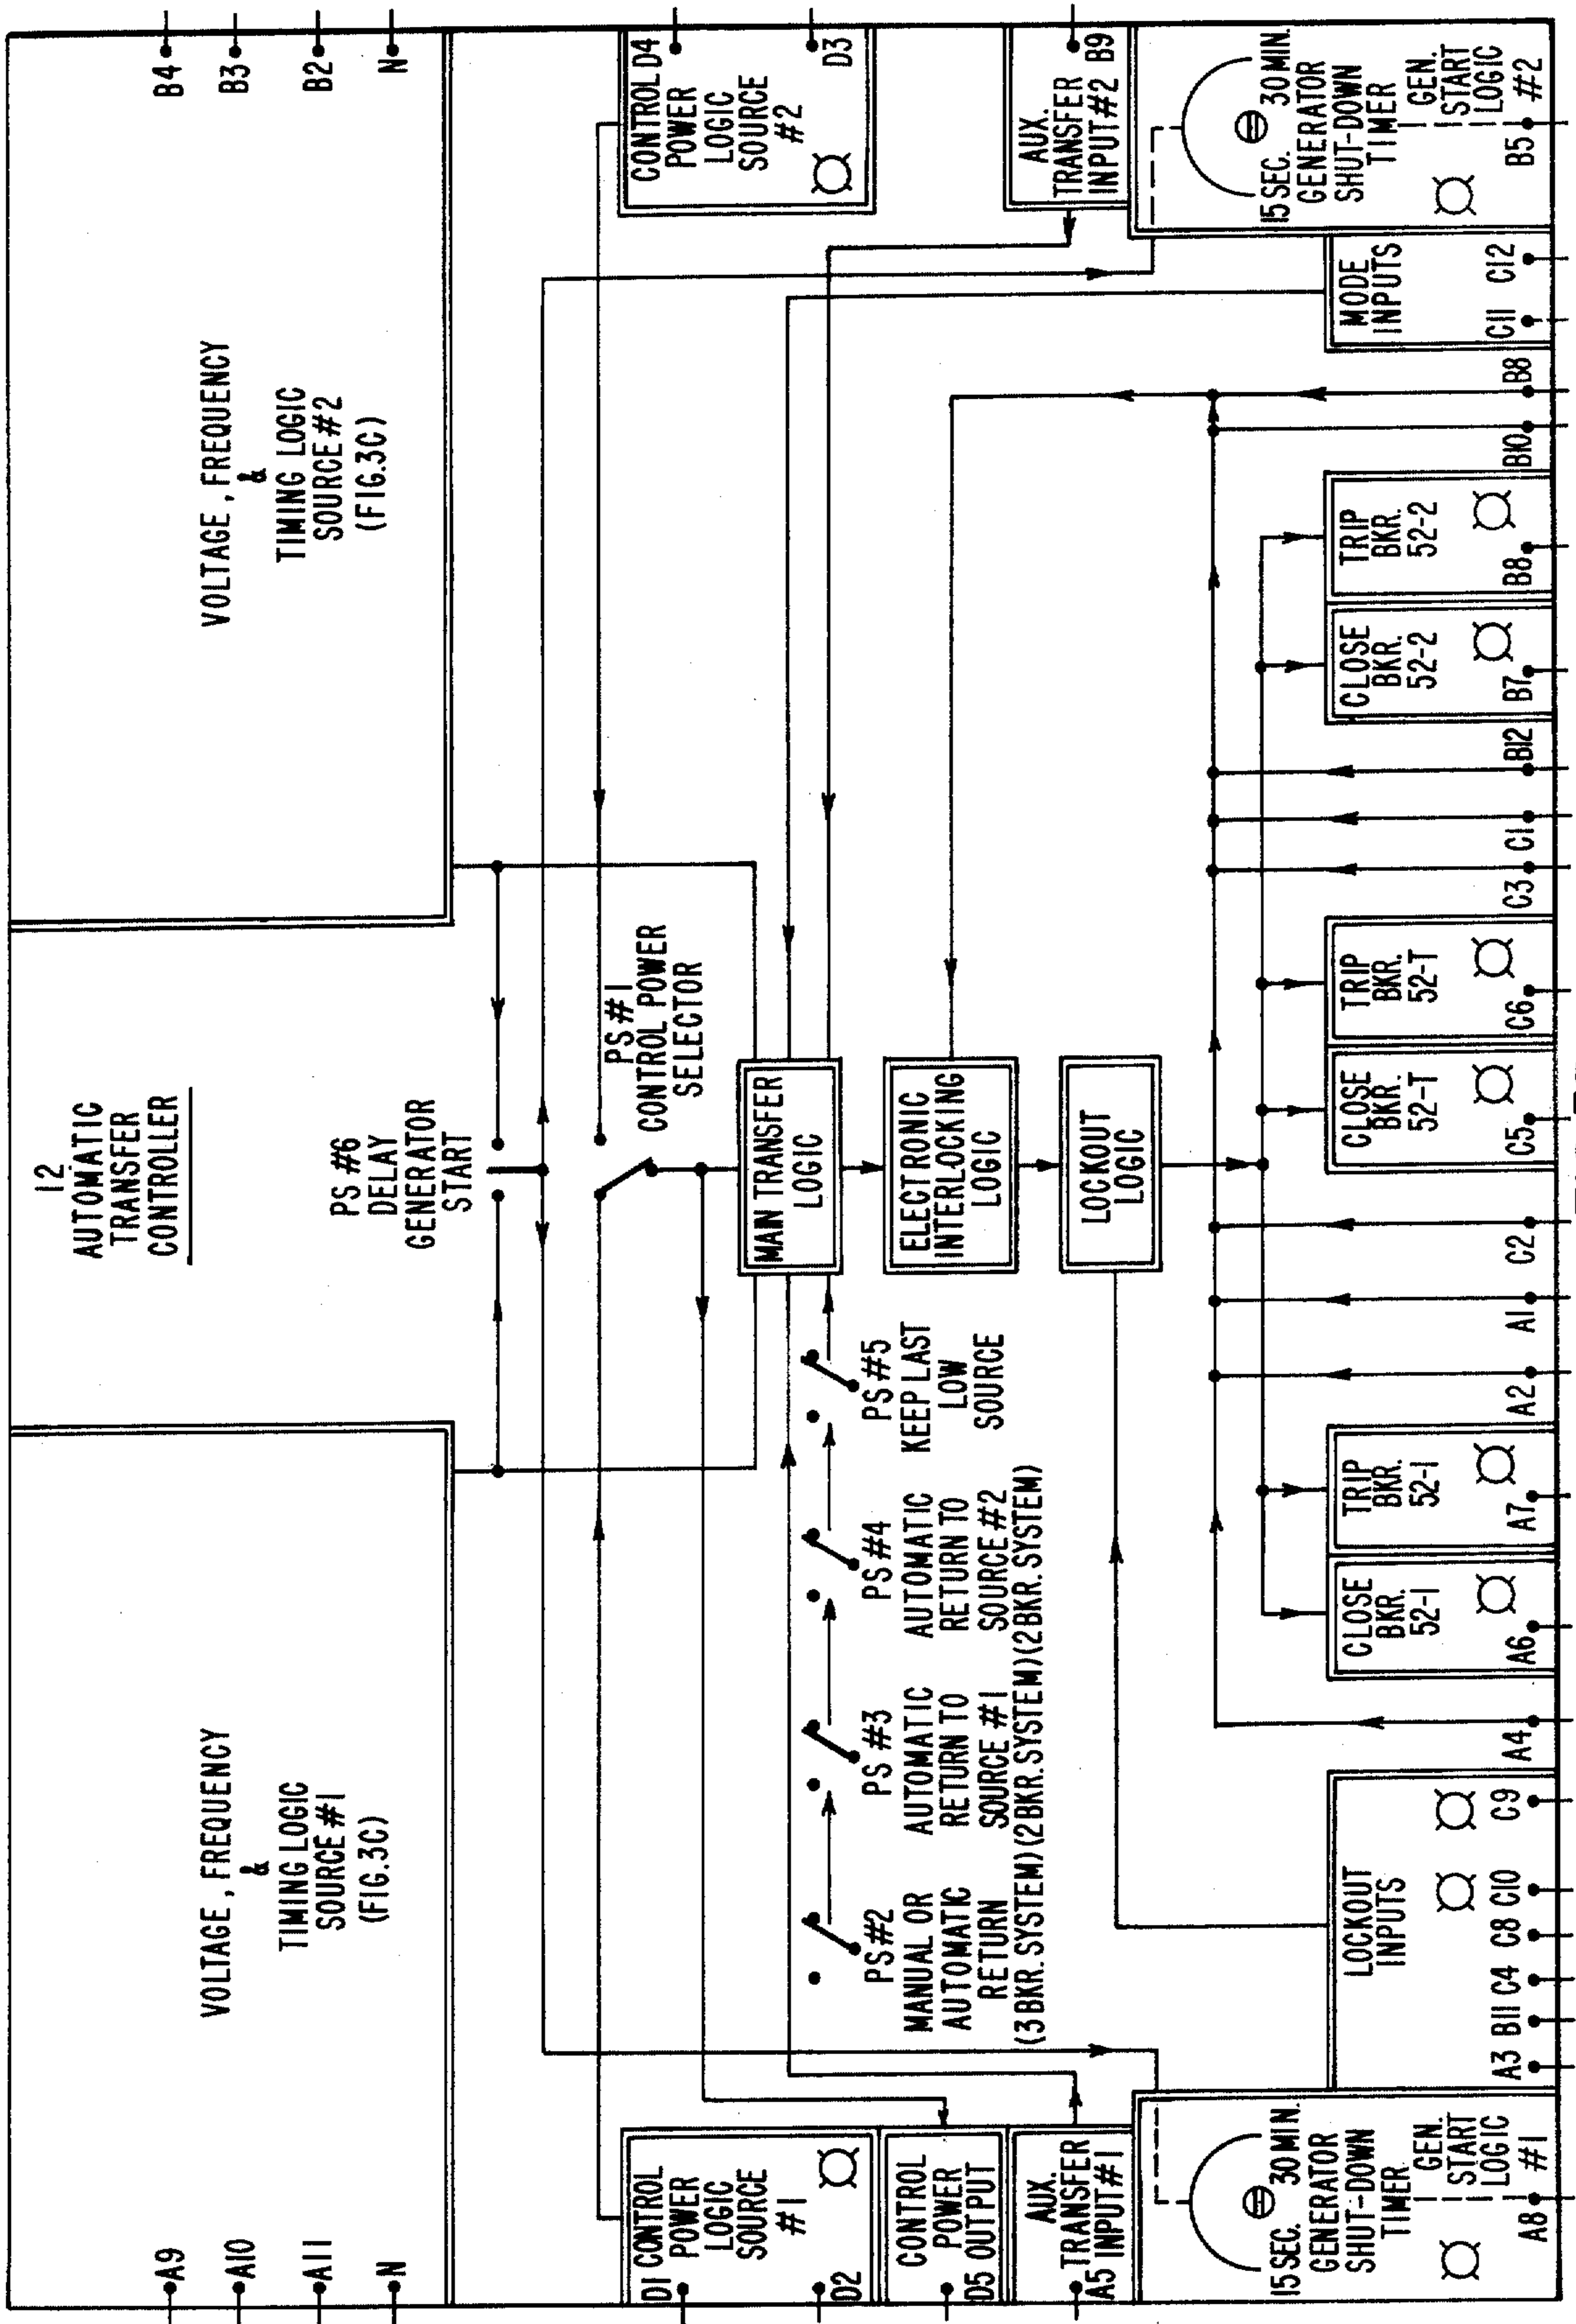 12
AUTOMATIC
TRANSFER
CONTROLLER
A9
A10
A11
N
VOLTAGE, FREQUENCY
&
TIMING LOGIC
SOURCE #1
(FIG.3C)
VOLTAGE, FREQUENCY
&
TIMING LOGIC
SOURCE #2
(FIG.3C)
B4
B3
B2
N
PS #6
DELAY
GENERATOR
START
PS #1
CONTROL POWER
SELECTOR
D1 CONTROL
POWER
LOGIC
SOURCE
#1
D2
CONTROL D4
POWER
LOGIC
SOURCE
#2
D3
CONTROL
POWER
D5 OUTPUT
AUX.
TRANSFER
A5 INPUT #1
AUX.
TRANSFER
INPUT #2 B9
MAIN TRANSFER
LOGIC
ELECTRONIC
INTERLOCKING
LOGIC
LOCKOUT
LOGIC
PS #2
MANUAL OR
AUTOMATIC
RETURN
(3 BKR. SYSTEM)
PS #3
AUTOMATIC
RETURN TO
SOURCE #1
(2 BKR. SYSTEM)
PS #4
AUTOMATIC
RETURN TO
SOURCE #2
(2 BKR. SYSTEM)
PS #5
KEEP LAST
LOW
SOURCE
15 SEC. 30 MIN.
GENERATOR
SHUT-DOWN
TIMER
GEN.
START
LOGIC
A8 #1
LOCKOUT
INPUTS
A3 B11 C4 C8 C10 C9
A4
CLOSE
BKR.
52-1
A6
TRIP
BKR.
52-1
A7
A2
A1
C2
CLOSE
BKR.
52-T
C5
TRIP
BKR.
52-T
C6
C3
C1
B12
CLOSE
BKR.
52-2
B7
TRIP
BKR.
52-2
B8
B10
B8
MODE
INPUTS
C11 C12
15 SEC. 30 MIN.
GENERATOR
SHUT-DOWN
TIMER
GEN.
START
LOGIC
B5 #2